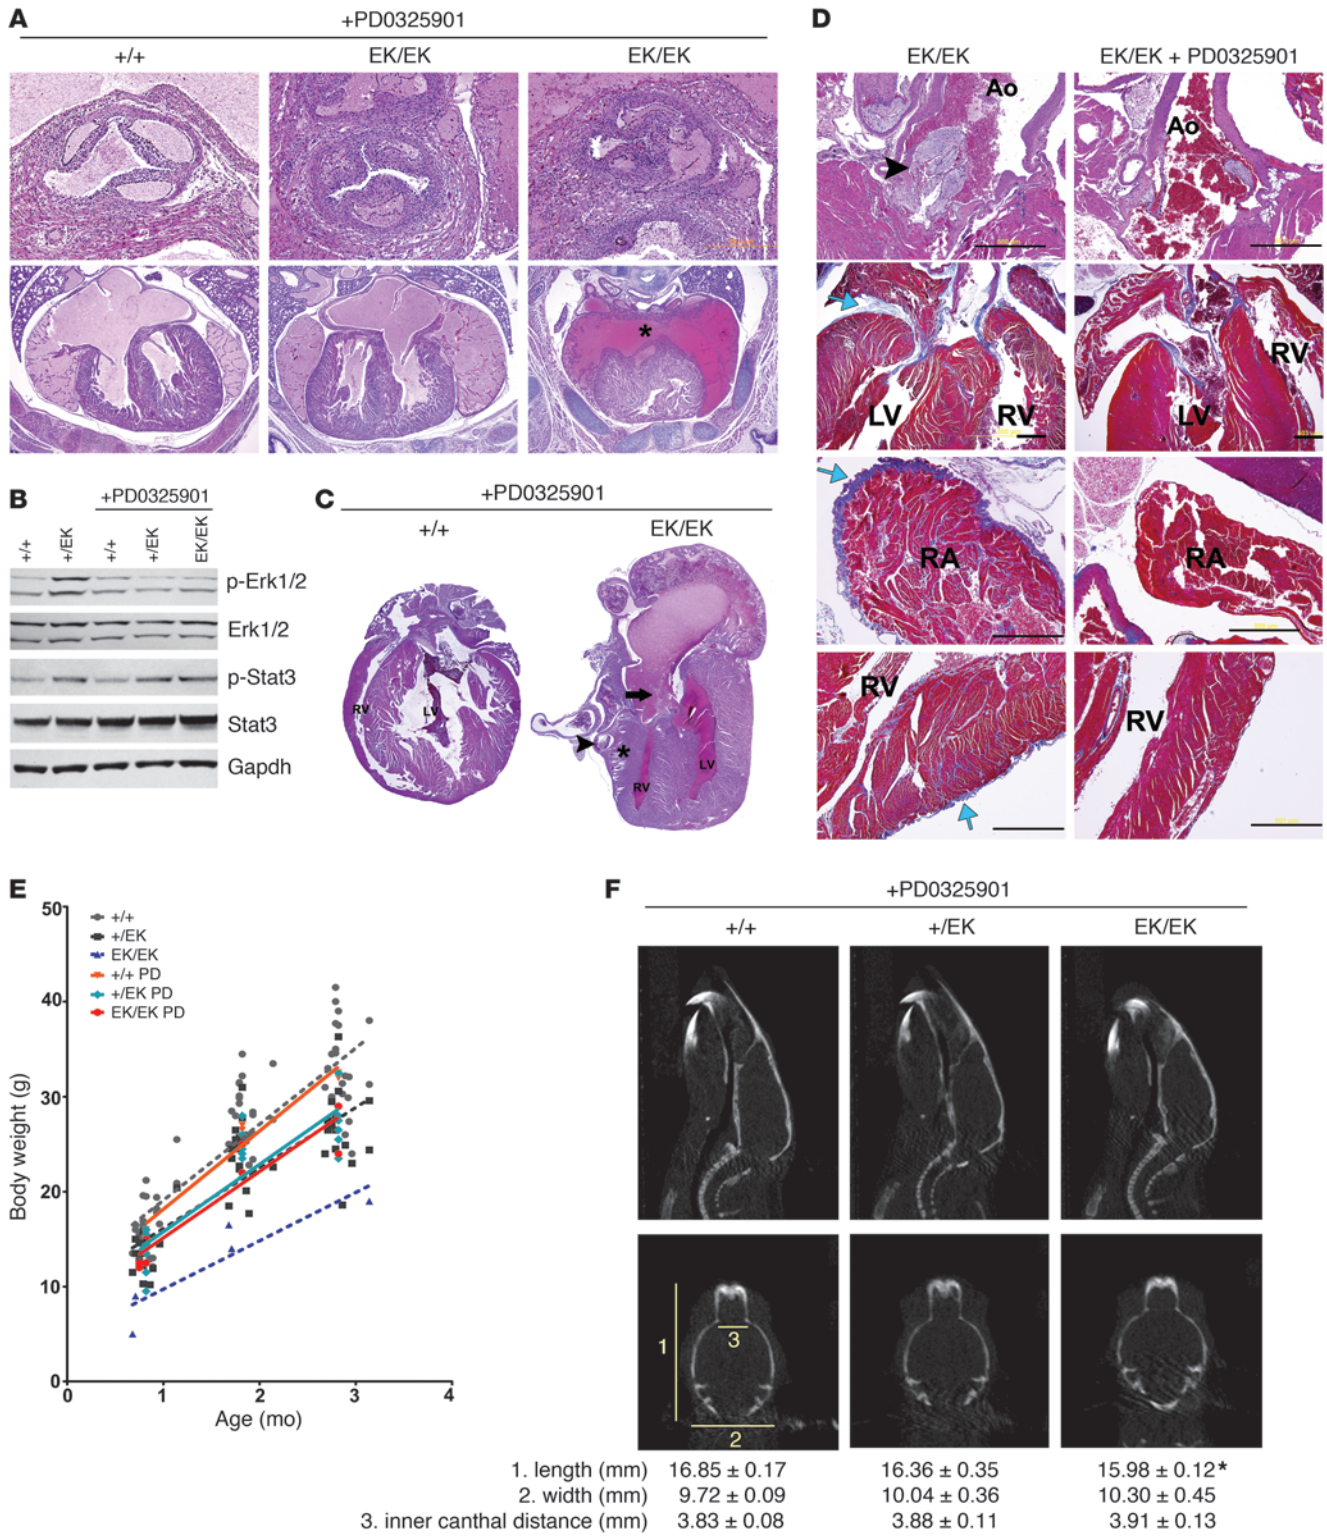 A
+PD0325901
+/+
EK/EK
EK/EK
*
B
+PD0325901
+/+
+/EK
+/+
+/EK
EK/EK
p-Erk1/2
Erk1/2
p-Stat3
Stat3
Gapdh
C
+PD0325901
+/+
EK/EK
RV
LV
*
RV
LV
D
EK/EK
EK/EK + PD0325901
Ao
Ao
LV
RV
LV
RV
RA
RA
RV
RV
E
50
40
30
20
10
0
0
1
2
3
4
Body weight (g)
Age (mo)
+/+
+/EK
EK/EK
+/+ PD
+/EK PD
EK/EK PD
F
+PD0325901
+/+
+/EK
EK/EK
1
3
2
1. length (mm) 16.85 ± 0.17 16.36 ± 0.35 15.98 ± 0.12*
2. width (mm) 9.72 ± 0.09 10.04 ± 0.36 10.30 ± 0.45
3. inner canthal distance (mm) 3.83 ± 0.08 3.88 ± 0.11 3.91 ± 0.13